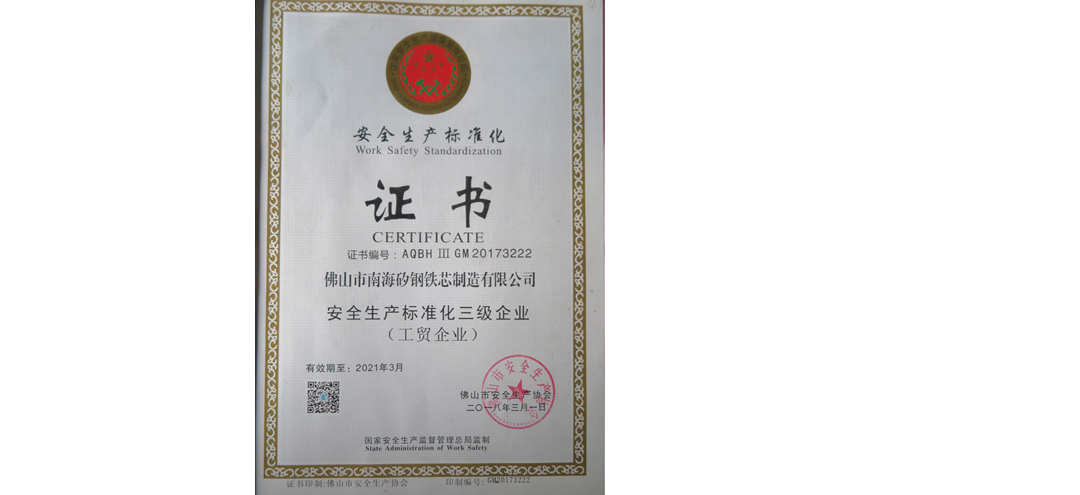 安全生产标准化
Work Safety Standardization
证书
CERTIFICATE
证书编号：AQBH Ⅲ GM 20173222
佛山市南海矽钢铁芯制造有限公司
安全生产标准化三级企业
（工贸企业）
有效期至：2021年3月
佛山市安全生产协会
二〇一八年三月一日
国家安全生产监督管理总局监制
State Administration of Work Safety
证书印制:佛山市安全生产协会
印制编号: GM20173222